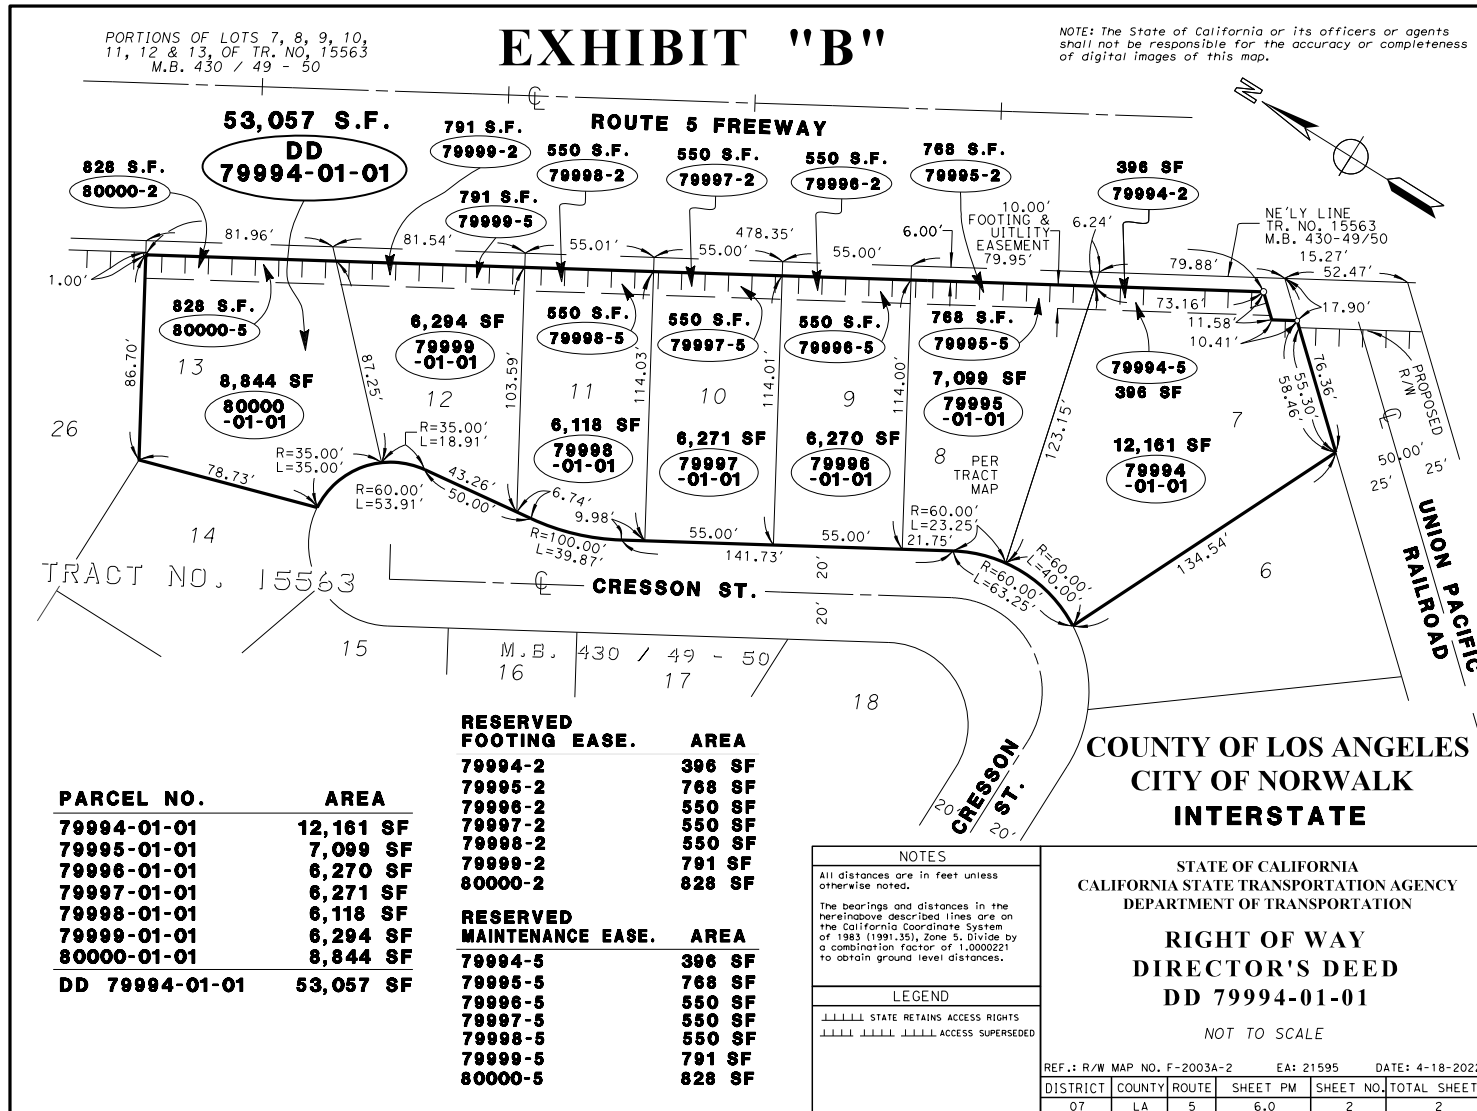 PORTIONS OF LOTS 7, 8, 9, 10,
11, 12 & 13, OF TR. NO. 15563
M.B. 430 / 49 - 50
EXHIBIT "B"
NOTE: The State of California or its officers or agents
shall not be responsible for the accuracy or completeness
of digital images of this map.
N
℄
ROUTE 5 FREEWAY
53,057 S.F.
DD
79994-01-01
828 S.F.
80000-2
791 S.F.
79999-2
791 S.F.
79999-5
550 S.F.
79998-2
550 S.F.
79997-2
550 S.F.
79996-2
768 S.F.
79995-2
396 SF
79994-2
10.00'
FOOTING &
UITLITY
EASEMENT
79.95'
NE'LY LINE
TR. NO. 15563
M.B. 430-49/50
1.00'
81.96'
81.54'
55.01'
55.00'
478.35'
55.00'
6.00'
6.24'
79.88'
15.27'
52.47'
73.16'
11.58'
10.41'
17.90'
828 S.F.
80000-5
550 S.F.
79998-5
550 S.F.
79997-5
550 S.F.
79996-5
768 S.F.
79995-5
79994-5
396 SF
86.70'
13
8,844 SF
80000
-01-01
87.25'
6,294 SF
79999
-01-01
12
103.59'
11
6,118 SF
79998
-01-01
114.03'
10
6,271 SF
79997
-01-01
114.01'
9
6,270 SF
79996
-01-01
114.00'
7,099 SF
79995
-01-01
8 PER
TRACT
MAP
123.15'
7
12,161 SF
79994
-01-01
76.36'
55.30'
58.46'
PROPOSED
R/W
℄
50.00'
25'
25'
UNION PACIFIC
RAILROAD
26
78.73'
R=35.00'
L=35.00'
R=35.00'
L=18.91'
R=60.00'
L=53.91'
43.26'
50.00'
6.74'
9.98'
R=100.00'
L=39.87'
55.00'
141.73'
55.00'
R=60.00'
L=23.25'
21.75'
R=60.00'
L=40.00'
R=60.00'
L=63.25'
134.54'
6
14
TRACT NO. 15563
℄
CRESSON ST.
20'
20'
15
M.B. 430 / 49 - 50
16
17
18
CRESSON
ST.
20'
20'
PARCEL NO. AREA
79994-01-01 12,161 SF
79995-01-01 7,099 SF
79996-01-01 6,270 SF
79997-01-01 6,271 SF
79998-01-01 6,118 SF
79999-01-01 6,294 SF
80000-01-01 8,844 SF
DD 79994-01-01 53,057 SF
RESERVED
FOOTING EASE. AREA
79994-2 396 SF
79995-2 768 SF
79996-2 550 SF
79997-2 550 SF
79998-2 550 SF
79999-2 791 SF
80000-2 828 SF
RESERVED
MAINTENANCE EASE. AREA
79994-5 396 SF
79995-5 768 SF
79996-5 550 SF
79997-5 550 SF
79998-5 550 SF
79999-5 791 SF
80000-5 828 SF
COUNTY OF LOS ANGELES
CITY OF NORWALK
INTERSTATE
NOTES
All distances are in feet unless
otherwise noted.
The bearings and distances in the
hereinabove described lines are on
the California Coordinate System
of 1983 (1991.35), Zone 5. Divide by
a combination factor of 1.0000221
to obtain ground level distances.
LEGEND
STATE RETAINS ACCESS RIGHTS
ACCESS SUPERSEDED
STATE OF CALIFORNIA
CALIFORNIA STATE TRANSPORTATION AGENCY
DEPARTMENT OF TRANSPORTATION
RIGHT OF WAY
DIRECTOR'S DEED
DD 79994-01-01
NOT TO SCALE
REF.: R/W MAP NO. F-2003A-2 EA: 21595 DATE: 4-18-2022
DISTRICT COUNTY ROUTE SHEET PM SHEET NO. TOTAL SHEET
07 LA 5 6.0 2 2